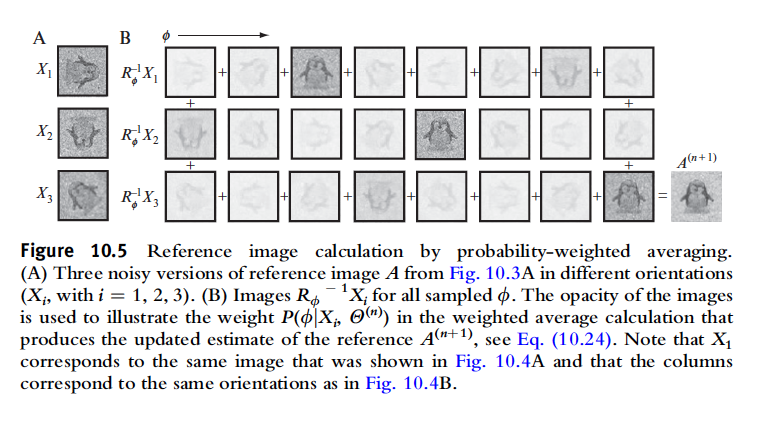 A B ϕ
A⁽ⁿ⁺¹⁾
X₁ R_ϕ⁻¹X₁ + + + + + + +
+ +
X₂ R_ϕ⁻¹X₂
+ +
X₃ R_ϕ⁻¹X₃ + + + + + + + =
Figure 10.5 Reference image calculation by probability-weighted averaging.
(A) Three noisy versions of reference image A from Fig. 10.3A in different orientations
(Xᵢ, with i = 1, 2, 3). (B) Images R_ϕ⁻¹Xᵢ for all sampled ϕ. The opacity of the images
is used to illustrate the weight P(ϕ|Xᵢ, Θ⁽ⁿ⁾) in the weighted average calculation that
produces the updated estimate of the reference A⁽ⁿ⁺¹⁾, see Eq. (10.24). Note that X₁
corresponds to the same image that was shown in Fig. 10.4A and that the columns
correspond to the same orientations as in Fig. 10.4B.